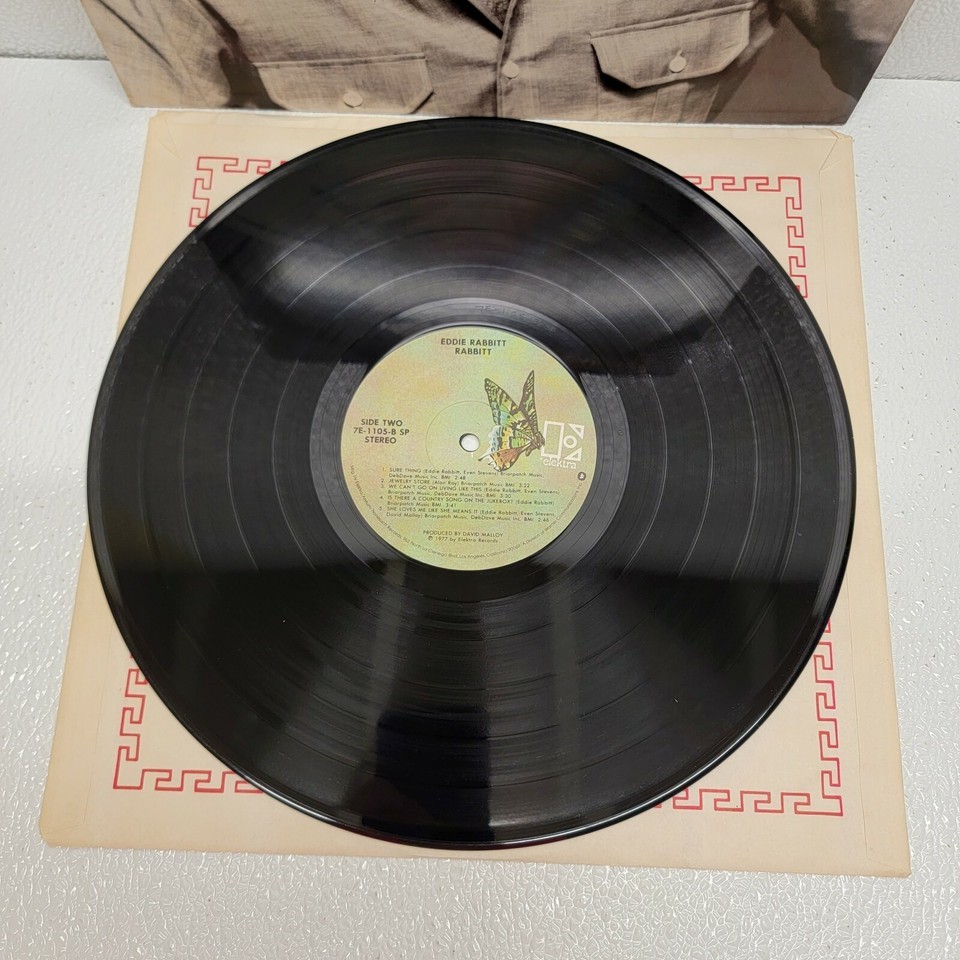 EDDIE RABBITT
RABBITT
SIDE TWO
7E-1105-B SP
STEREO
elektra
1. SURE THING (Eddie Rabbitt, Even Stevens) Briarpatch Music,
DebDave Music Inc. BMI 2:48
2. JEWELRY STORE (Alan Ray) Briarpatch Music BMI 3:22
3. WE CAN'T GO ON LIVING LIKE THIS (Eddie Rabbitt, Even Stevens)
Briarpatch Music, DebDave Music Inc. BMI 3:30
4. IS THERE A COUNTRY SONG ON THE JUKEBOX? (Eddie Rabbitt)
Briarpatch Music BMI 3:41
5. SHE LOVES ME LIKE SHE MEANS IT (Eddie Rabbitt, Even Stevens,
David Malloy) Briarpatch Music, DebDave Music Inc. BMI 2:46
PRODUCED BY DAVID MALLOY
℗ 1977 by Elektra Records